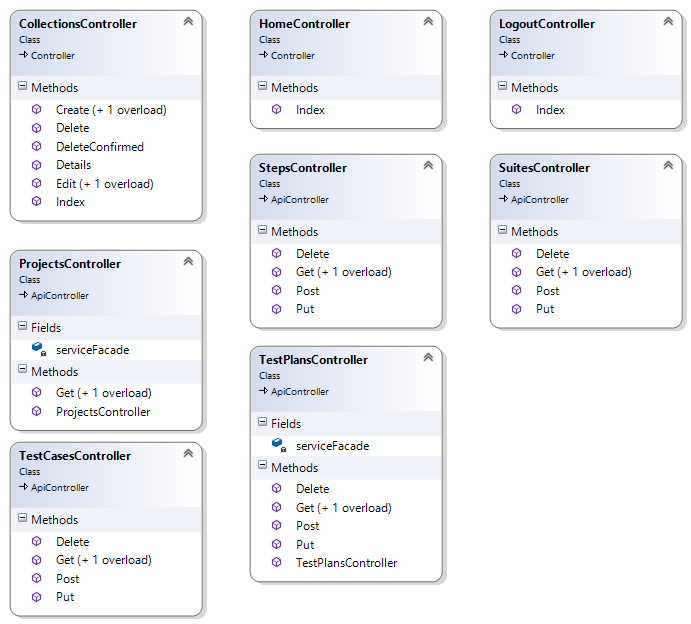 CollectionsController
Class
Controller
Methods
Create (+ 1 overload)
Delete
DeleteConfirmed
Details
Edit (+ 1 overload)
Index
HomeController
Class
Controller
Methods
Index
LogoutController
Class
Controller
Methods
Index
StepsController
Class
ApiController
Methods
Delete
Get (+ 1 overload)
Post
Put
SuitesController
Class
ApiController
Methods
Delete
Get (+ 1 overload)
Post
Put
ProjectsController
Class
ApiController
Fields
serviceFacade
Methods
Get (+ 1 overload)
ProjectsController
TestPlansController
Class
ApiController
Fields
serviceFacade
Methods
Delete
Get (+ 1 overload)
Post
Put
TestPlansController
TestCasesController
Class
ApiController
Methods
Delete
Get (+ 1 overload)
Post
Put